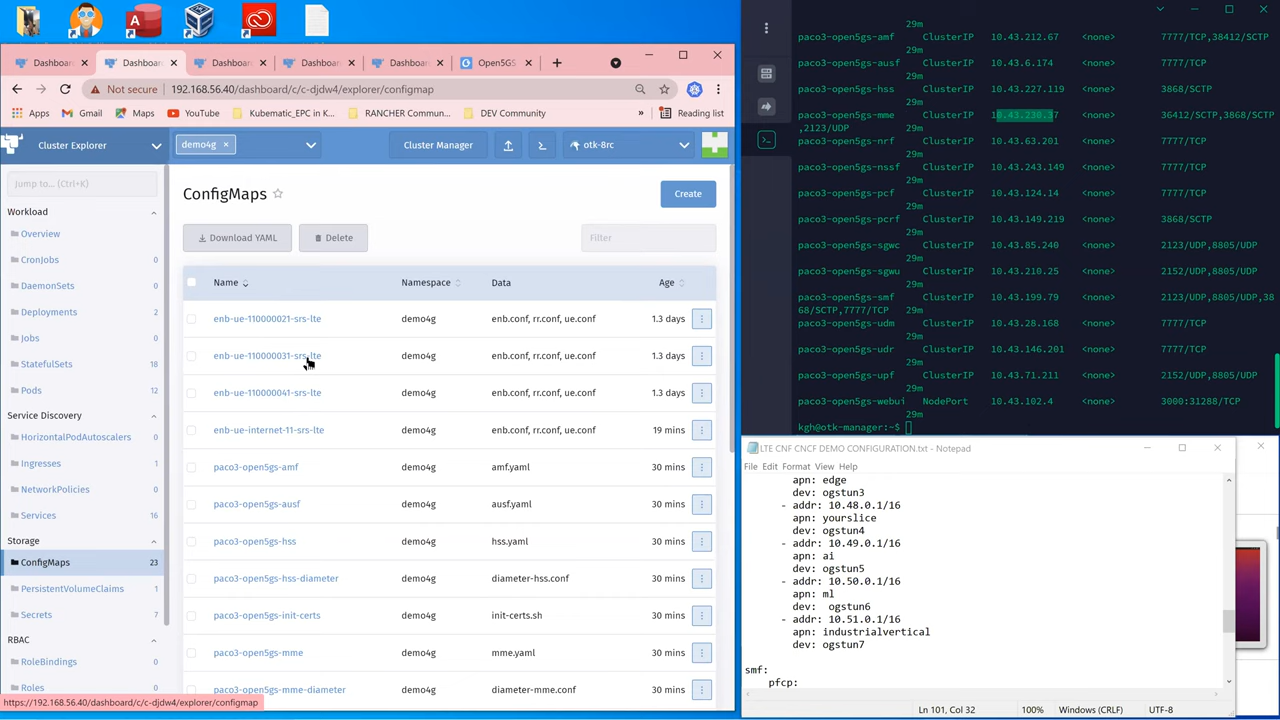 Dashboar
Dashboar
Dashboar
Dashboar
Dashboar
Open5GS
Not secure
192.168.56.40/dashboard/c/c-djdw4/explorer/configmap
Apps
Gmail
Maps
YouTube
Kubematic_EPC in K...
RANCHER Commun...
DEV Community
»
Reading list
Cluster Explorer
demo4g
Cluster Manager
otk-8rc
Jump to... (Ctrl+K)
Workload
Overview
CronJobs 0
DaemonSets 0
Deployments 2
Jobs 0
StatefulSets 18
Pods 12
Service Discovery
HorizontalPodAutoscalers 0
Ingresses 0
NetworkPolicies 0
Services 16
Storage
ConfigMaps 23
PersistentVolumeClaims 1
Secrets 7
RBAC
RoleBindings 0
Roles 0
ConfigMaps
Create
Download YAML
Delete
Filter
Name Namespace Data Age
enb-ue-110000021-srs-lte demo4g enb.conf, rr.conf, ue.conf 1.3 days
enb-ue-110000031-srs-lte demo4g enb.conf, rr.conf, ue.conf 1.3 days
enb-ue-110000041-srs-lte demo4g enb.conf, rr.conf, ue.conf 1.3 days
enb-ue-internet-11-srs-lte demo4g enb.conf, rr.conf, ue.conf 19 mins
paco3-open5gs-amf demo4g amf.yaml 30 mins
paco3-open5gs-ausf demo4g ausf.yaml 30 mins
paco3-open5gs-hss demo4g hss.yaml 30 mins
paco3-open5gs-hss-diameter demo4g diameter-hss.conf 30 mins
paco3-open5gs-init-certs demo4g init-certs.sh 30 mins
paco3-open5gs-mme demo4g mme.yaml 30 mins
paco3-open5gs-mme-diameter demo4g diameter-mme.conf 30 mins
https://192.168.56.40/dashboard/c/c-djdw4/explorer/configmap
29m
paco3-open5gs-amf ClusterIP 10.43.212.67 <none> 7777/TCP,38412/SCTP
29m
paco3-open5gs-ausf ClusterIP 10.43.6.174 <none> 7777/TCP
29m
paco3-open5gs-hss ClusterIP 10.43.227.119 <none> 3868/SCTP
29m
paco3-open5gs-mme ClusterIP 10.43.230.37 <none> 36412/SCTP,3868/SCTP
,2123/UDP 29m
paco3-open5gs-nrf ClusterIP 10.43.63.201 <none> 7777/TCP
29m
paco3-open5gs-nssf ClusterIP 10.43.243.149 <none> 7777/TCP
29m
paco3-open5gs-pcf ClusterIP 10.43.124.14 <none> 7777/TCP
29m
paco3-open5gs-pcrf ClusterIP 10.43.149.219 <none> 3868/SCTP
29m
paco3-open5gs-sgwc ClusterIP 10.43.85.240 <none> 2123/UDP,8805/UDP
29m
paco3-open5gs-sgwu ClusterIP 10.43.210.25 <none> 2152/UDP,8805/UDP
29m
paco3-open5gs-smf ClusterIP 10.43.199.79 <none> 2123/UDP,8805/UDP,38
68/SCTP,7777/TCP 29m
paco3-open5gs-udm ClusterIP 10.43.28.168 <none> 7777/TCP
29m
paco3-open5gs-udr ClusterIP 10.43.146.201 <none> 7777/TCP
29m
paco3-open5gs-upf ClusterIP 10.43.71.211 <none> 2152/UDP,8805/UDP
29m
paco3-open5gs-webui NodePort 10.43.102.4 <none> 3000:31288/TCP
29m
kgh@otk-manager:~$
LTE CNF CNCF DEMO CONFIGURATION.txt - Notepad
File Edit Format View Help
apn: edge
dev: ogstun3
- addr: 10.48.0.1/16
apn: yourslice
dev: ogstun4
- addr: 10.49.0.1/16
apn: ai
dev: ogstun5
- addr: 10.50.0.1/16
apn: ml
dev: ogstun6
- addr: 10.51.0.1/16
apn: industrialvertical
dev: ogstun7
smf:
pfcp:
Ln 101, Col 32 100% Windows (CRLF) UTF-8